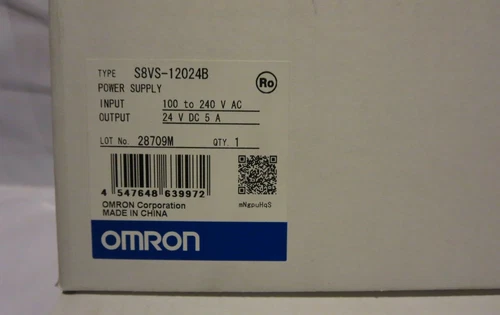 TYPE S8VS-12024B
Ro
POWER SUPPLY
INPUT 100 to 240 V AC
OUTPUT 24 V DC 5 A
LOT No. 28709M QTY. 1
4 547648 639972
OMRON Corporation
MADE IN CHINA
OMRON